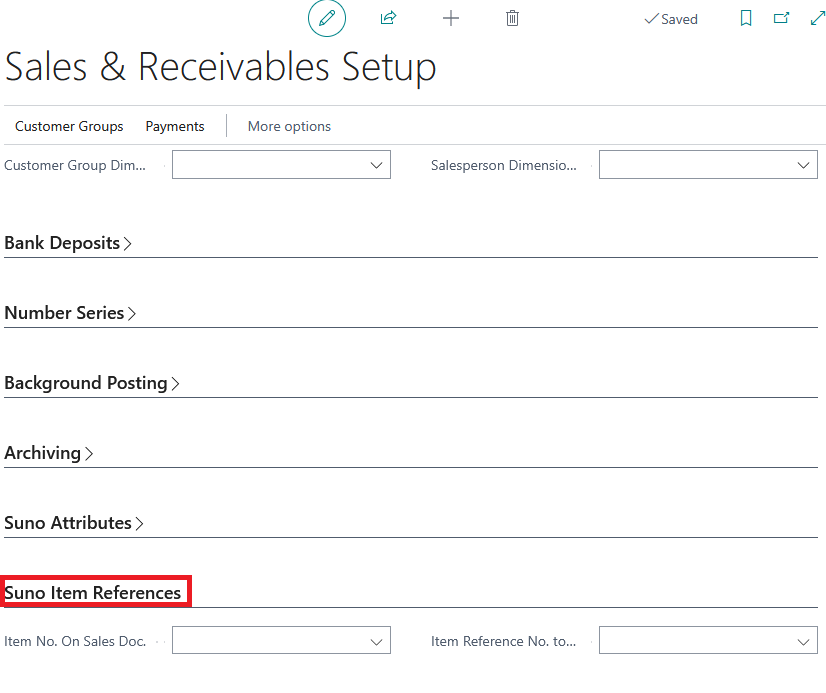 Saved
Sales & Receivables Setup
Customer Groups Payments More options
Customer Group Dim... Salesperson Dimensio...
Bank Deposits
Number Series
Background Posting
Archiving
Suno Attributes
Suno Item References
Item No. On Sales Doc. Item Reference No. to...